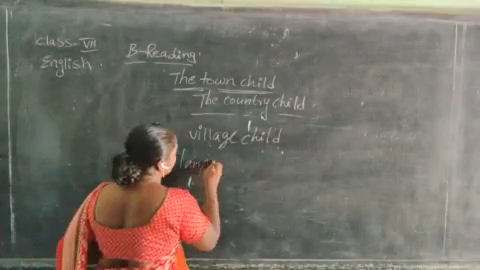 Class-VII
English.
B-Reading.
The town child
The country child
village child